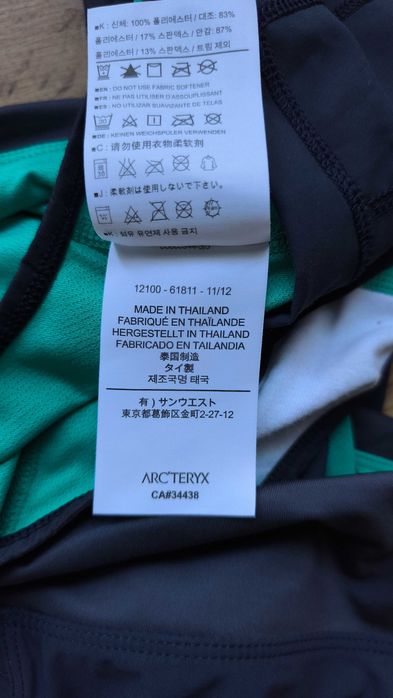 ■K : 신체: 100% 폴리에스터 / 대조: 83%
폴리에스터 / 17% 스판덱스 / 안감: 87%
폴리에스터 / 13% 스판덱스 / 트림 제외
■EN : DO NOT USE FABRIC SOFTENER
■FR : NE PAS UTILISER D'ASSOUPLISSANT
■ES : NO UTILIZAR SUAVIZANTE DE TELAS
■DE : KEINEN WEICHSPÜLER VERWENDEN
■C : 请勿使用衣物柔软剂
■J : 柔軟剤は使用しないで下さい。
■K : 섬유 유연제 사용 금지
12100 - 61811 - 11/12
MADE IN THAILAND
FABRIQUÉ EN THAÏLANDE
HERGESTELLT IN THAILAND
FABRICADO EN TAILANDIA
泰国制造
タイ製
제조국명 태국
有）サンウエスト
東京都葛飾区金町2-27-12
ARC'TERYX
CA#34438